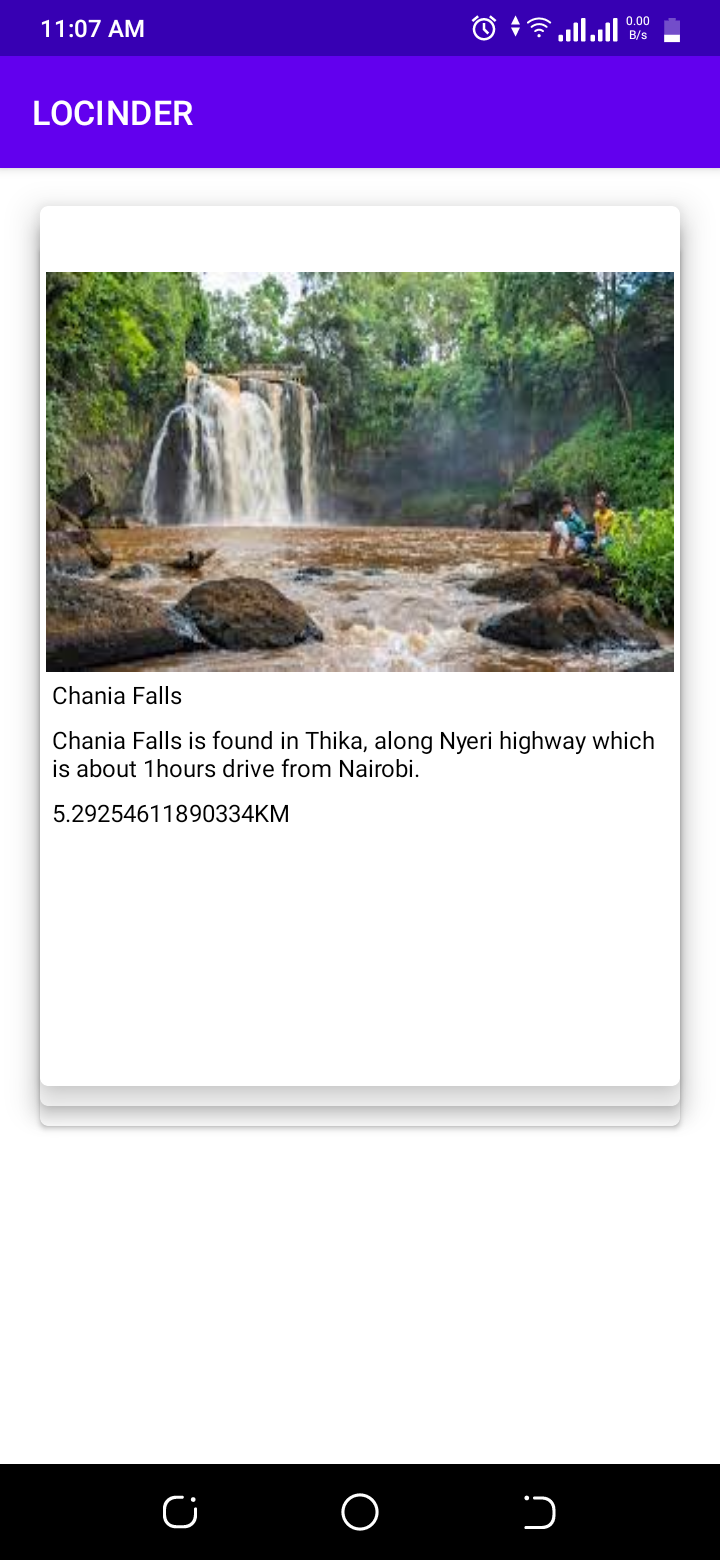 11:07 AM
0.00
B/s
LOCINDER
Chania Falls
Chania Falls is found in Thika, along Nyeri highway which
is about 1hours drive from Nairobi.
5.29254611890334KM